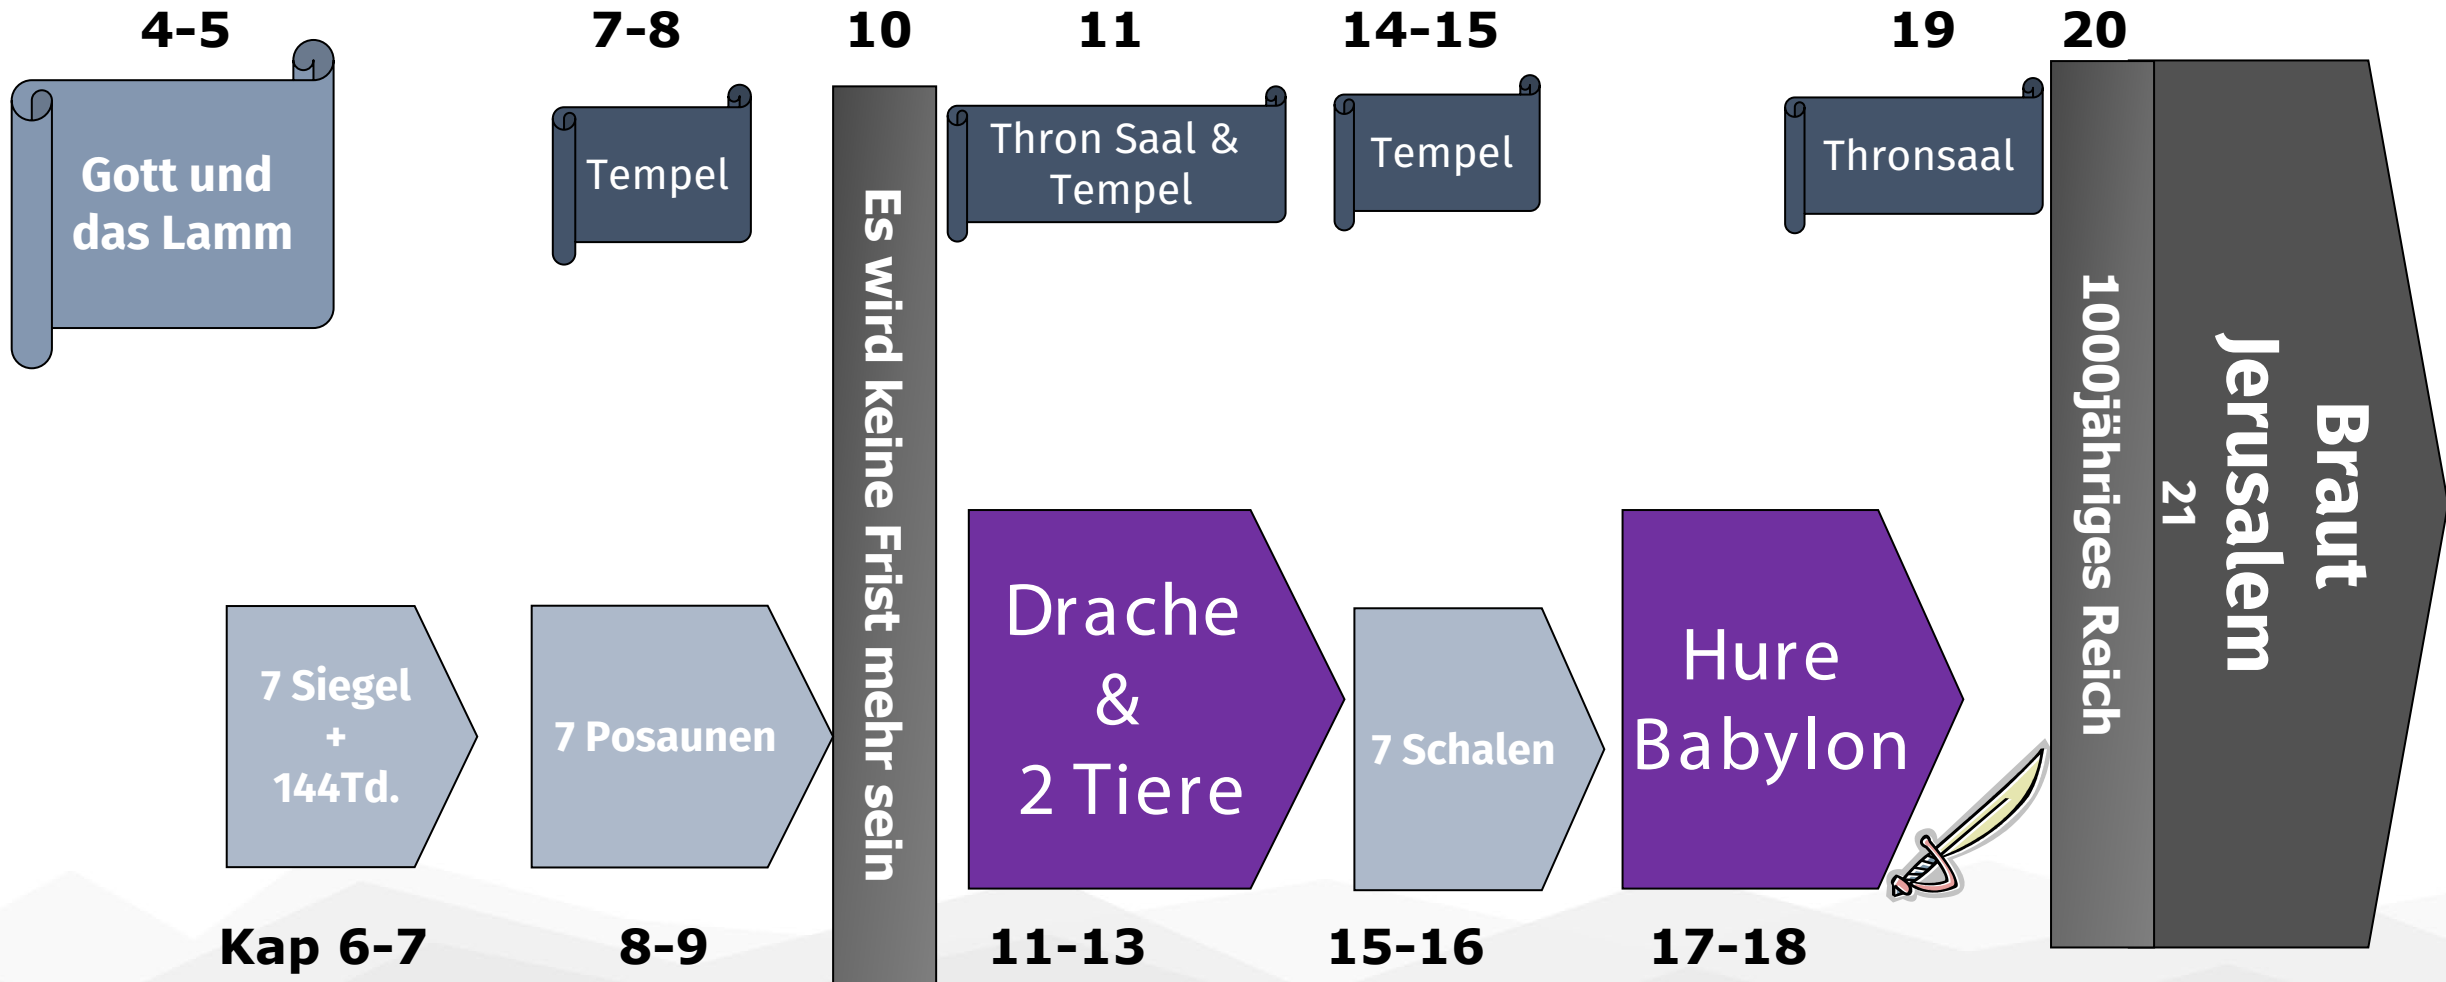 4-5
7-8
10
11
14-15
19
20
Gott und
das Lamm
Tempel
Thron Saal &
Tempel
Tempel
Thronsaal
Es wird keine Frist mehr sein
1000jähriges Reich
21
Braut
Jerusalem
7 Siegel
+
144Td.
7 Posaunen
Drache
&
2 Tiere
7 Schalen
Hure
Babylon
Kap 6-7
8-9
11-13
15-16
17-18